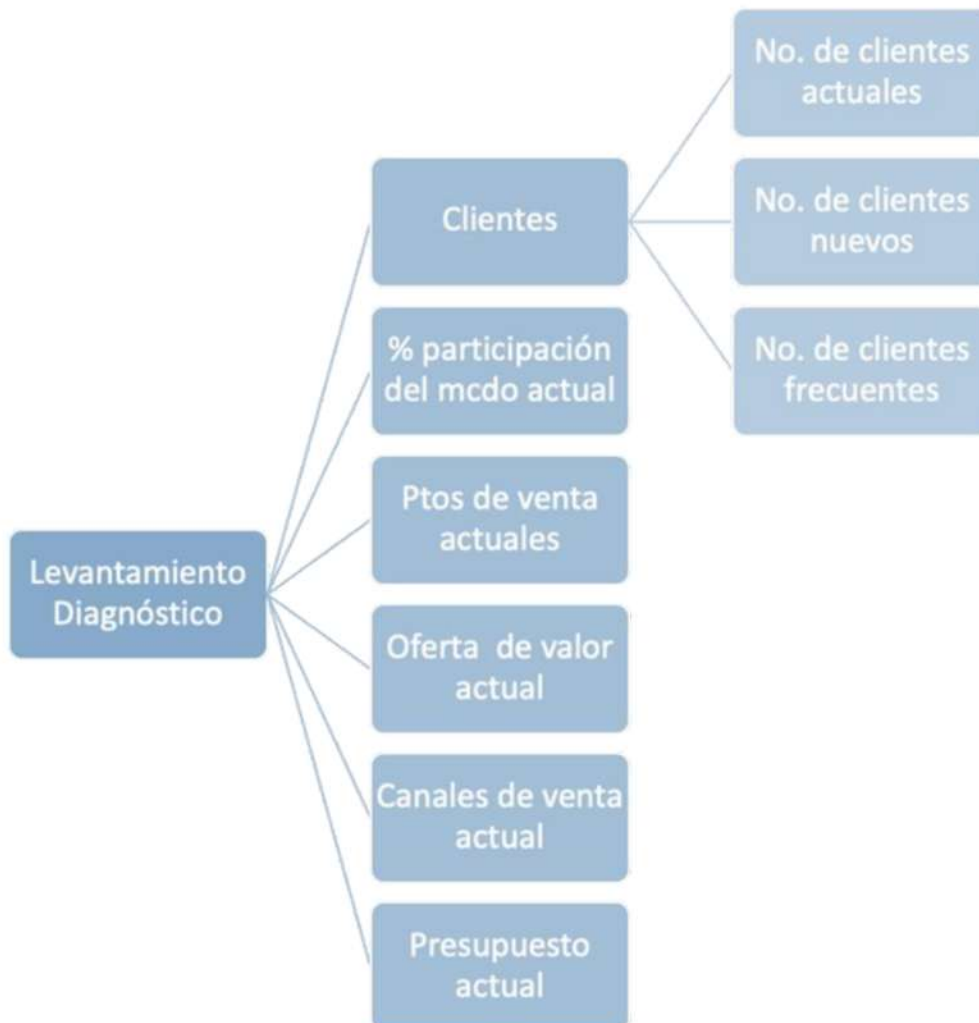 Levantamiento
Diagnóstico
Clientes
No. de clientes
actuales
No. de clientes
nuevos
No. de clientes
frecuentes
% participación
del mcdo actual
Ptos de venta
actuales
Oferta  de valor
actual
Canales de venta
actual
Presupuesto
actual